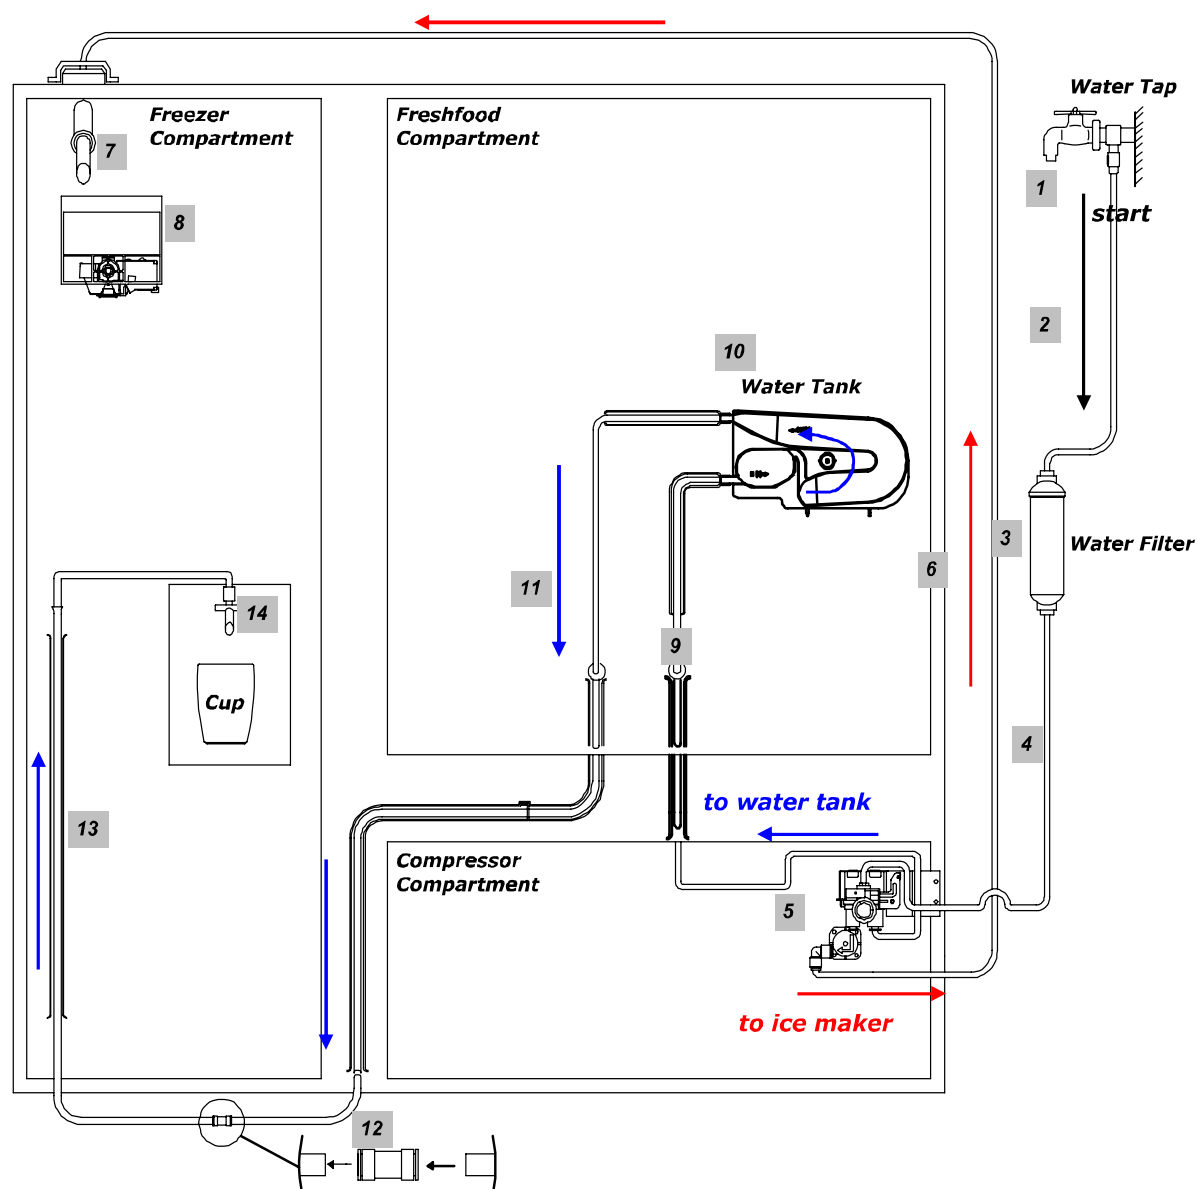 Water Tap
Freezer
Compartment
Freshfood
Compartment
7
1
start
8
2
10
Water Tank
3
Water Filter
6
11
14
9
Cup
4
to water tank
13
Compressor
Compartment
5
to ice maker
12